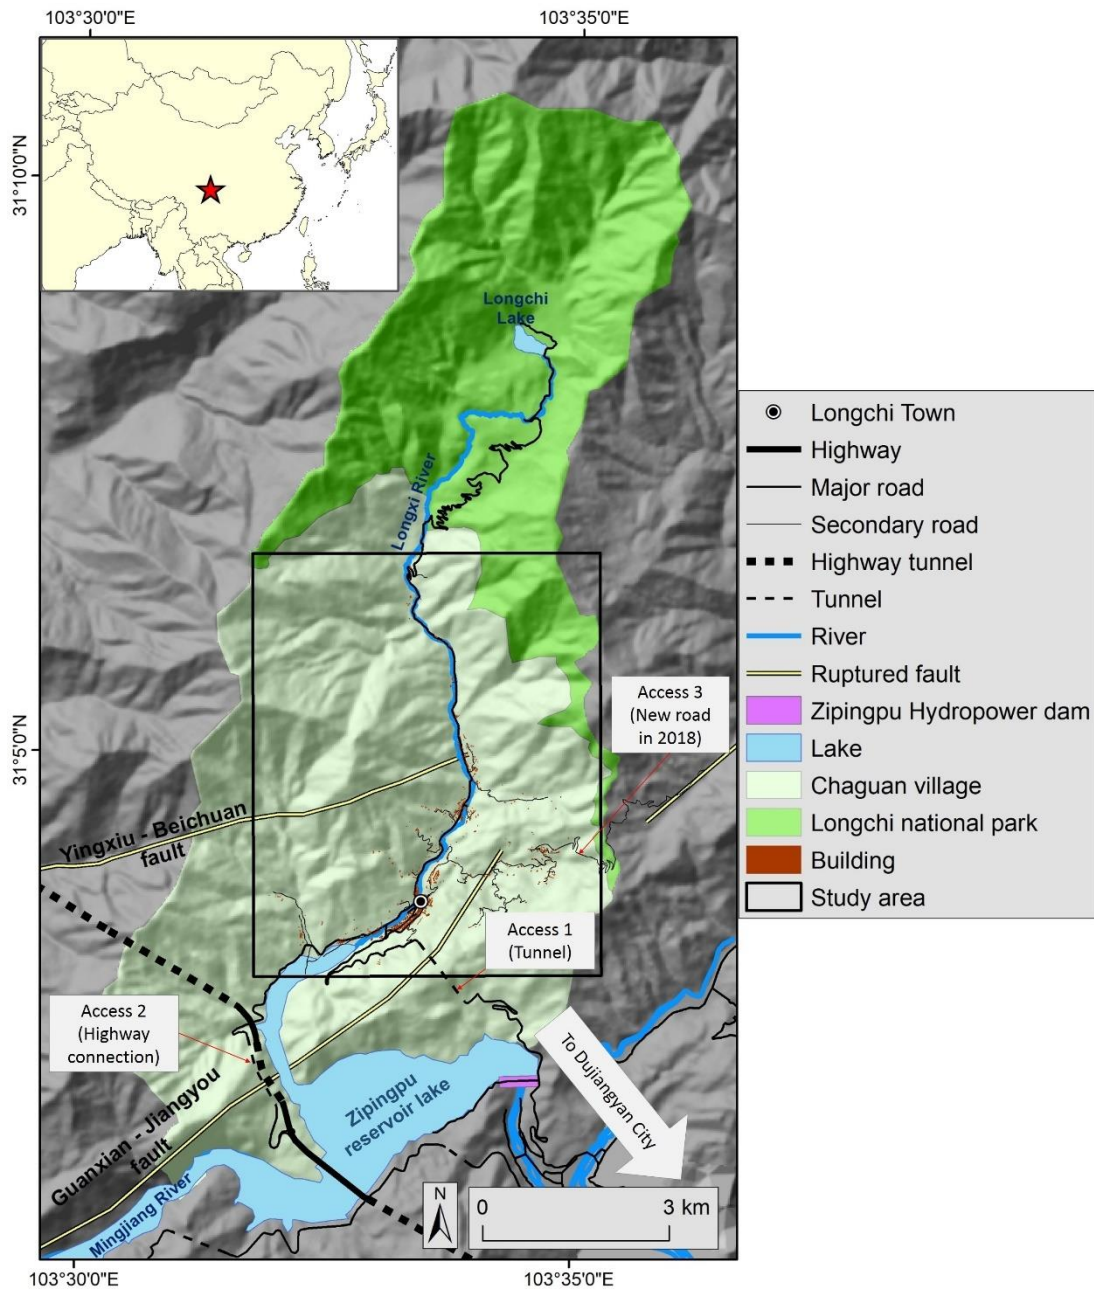 103°30'0"E
103°35'0"E
31°10'0"N
Longchi
Lake
Longchi Town
Highway
Major road
Secondary road
Highway tunnel
Tunnel
River
Ruptured fault
Zipingpu Hydropower dam
Lake
Chaguan village
Longchi national park
Building
Study area
Longxi River
Access 3
(New road
in 2018)
31°5'0"N
Yingxiu - Beichuan
fault
Access 1
(Tunnel)
Access 2
(Highway
connection)
To Dujiangyan City
Zipingpu
reservoir lake
Guanxian - Jiangyou
fault
Mingjiang River
N
0
3 km
103°30'0"E
103°35'0"E